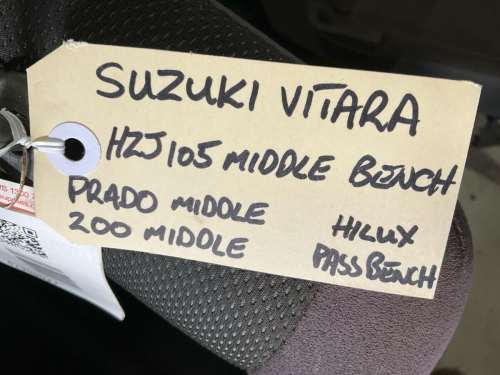 SUZUKI VITARA
HZJ105 MIDDLE BENCH
PRADO MIDDLE
200 MIDDLE
HILUX
PASS BENCH